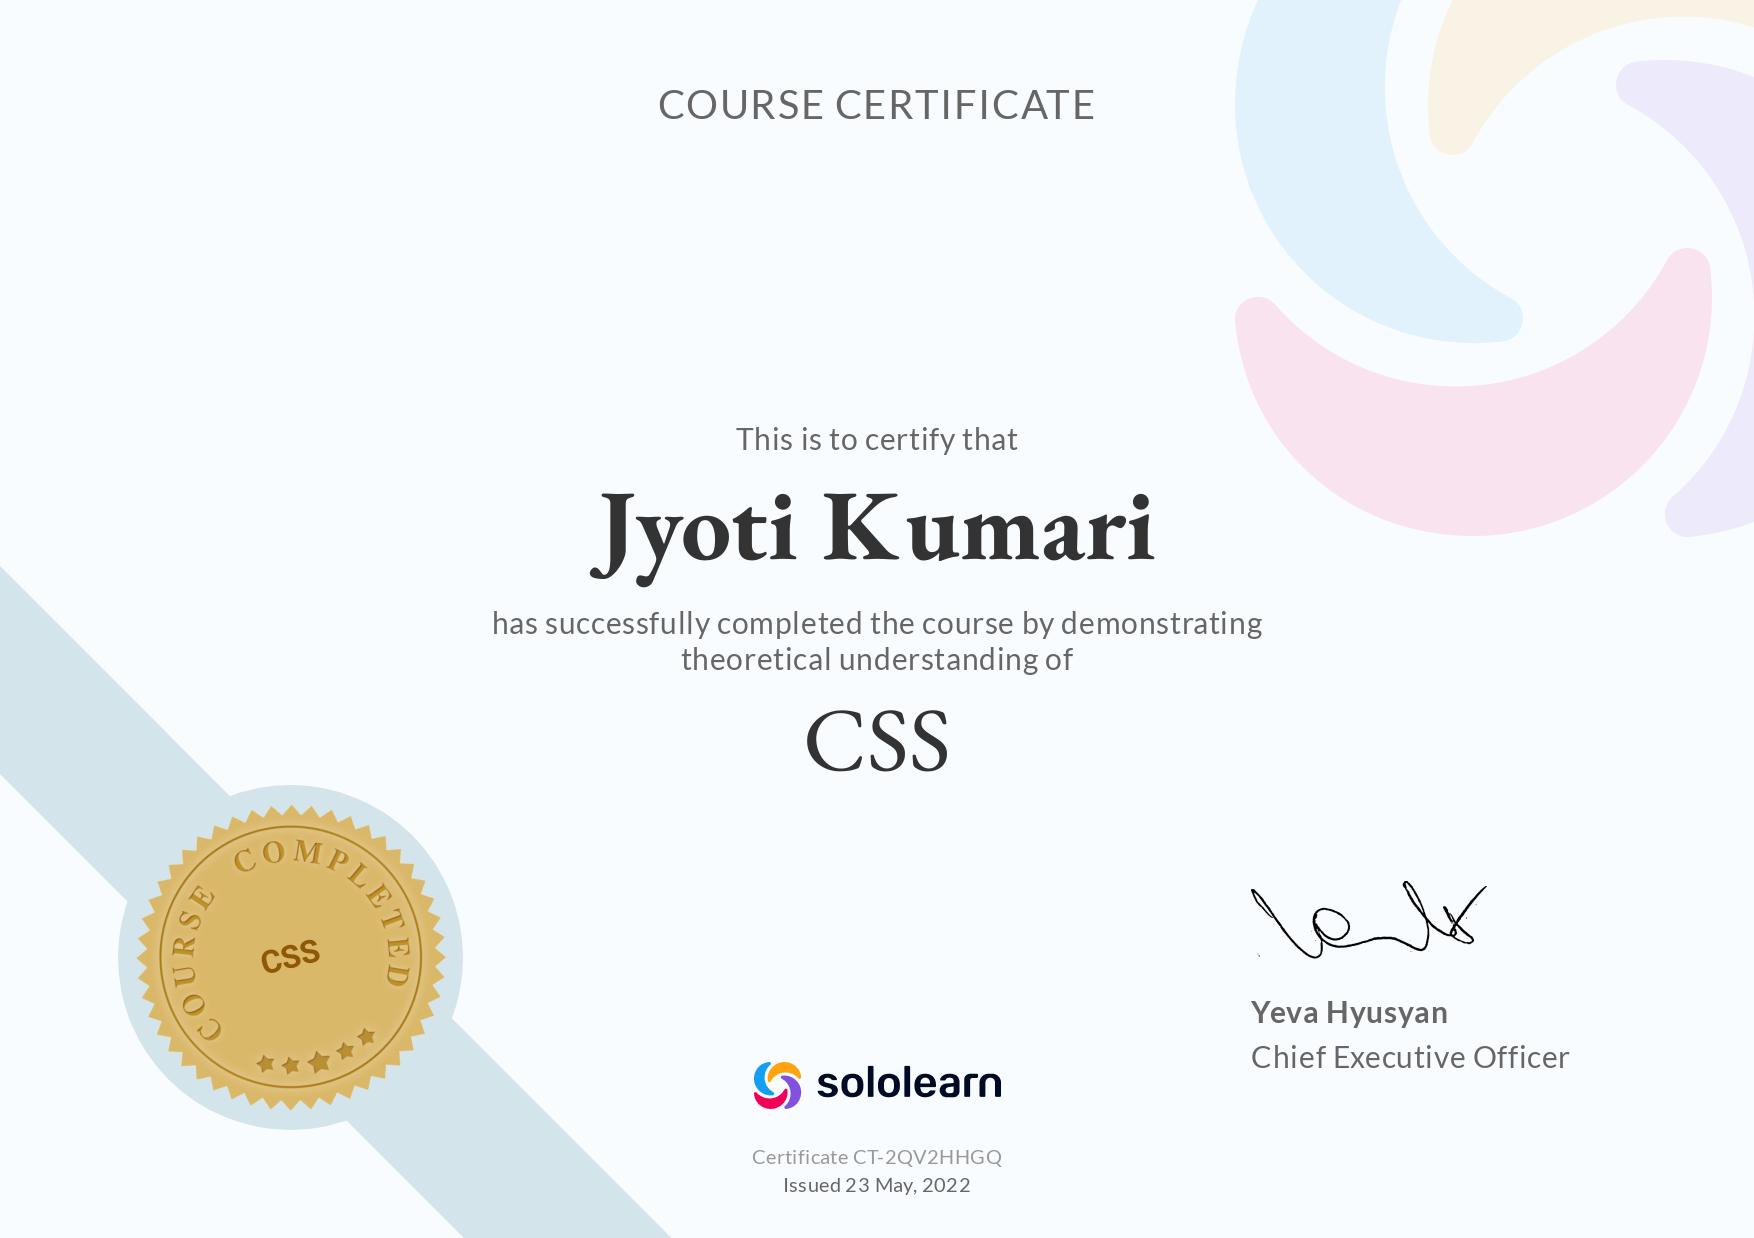 COURSE CERTIFICATE
This is to certify that
Jyoti Kumari
has successfully completed the course by demonstrating
theoretical understanding of
CSS
COURSE COMPLETED
CSS
Yeva Hyusyan
Chief Executive Officer
sololearn
Certificate CT-2QV2HHGQ
Issued 23 May, 2022